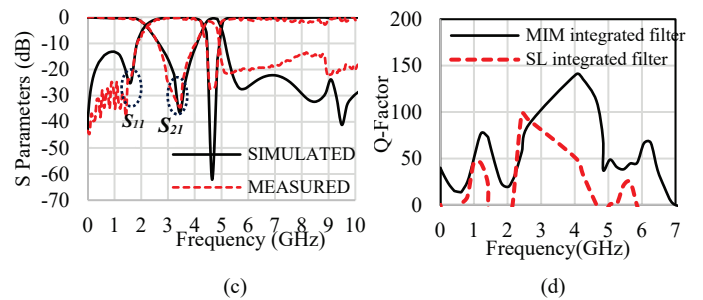 0
-10
-20
-30
-40
-50
-60
-70
S Parameters (dB)
S11
S21
SIMULATED
MEASURED
0 1 2 3 4 5 6 7 8 9 10
Frequency (GHz)
(c)
200
150
100
50
0
Q-Factor
MIM integrated filter
SL integrated filter
0 1 2 3 4 5 6 7
Frequency(GHz)
(d)